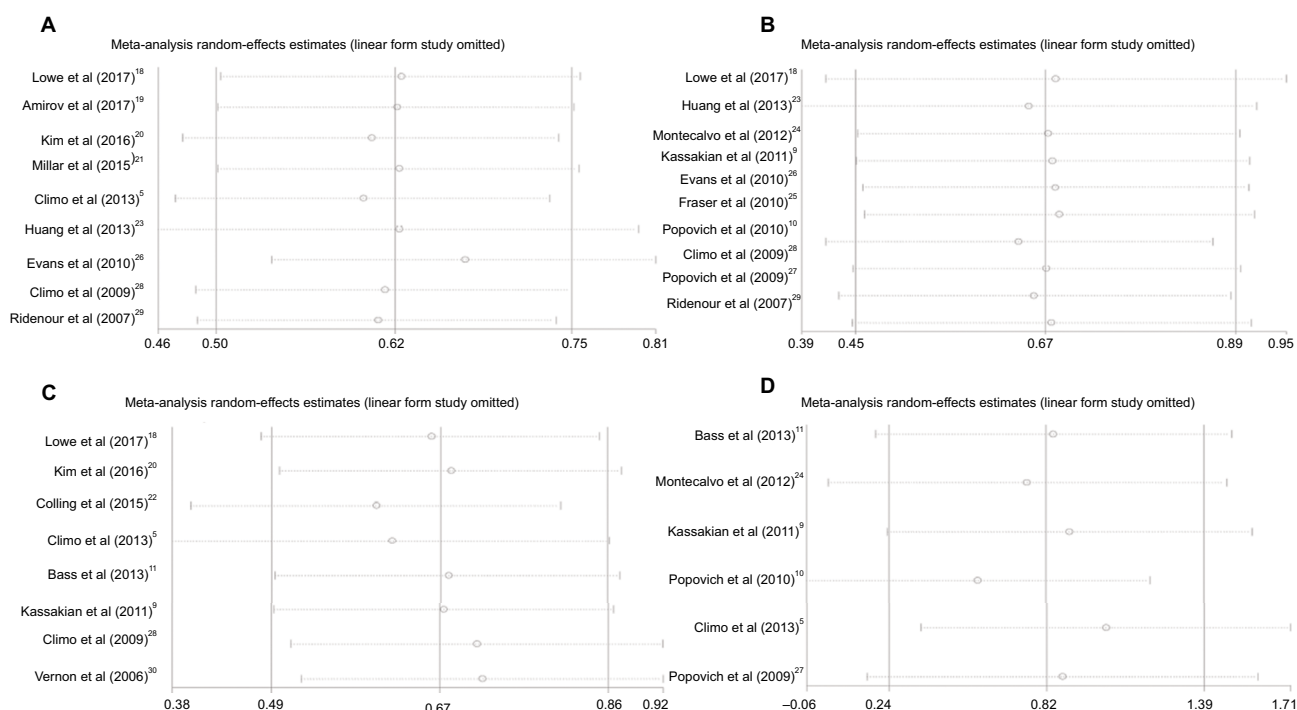 A
Meta-analysis random-effects estimates (linear form study omitted)
Lowe et al (2017)18
Amirov et al (2017)19
Kim et al (2016)20
Millar et al (2015)21
Climo et al (2013)5
Huang et al (2013)23
Evans et al (2010)26
Climo et al (2009)28
Ridenour et al (2007)29
0.46 0.50 0.62 0.75 0.81
B
Meta-analysis random-effects estimates (linear form study omitted)
Lowe et al (2017)18
Huang et al (2013)23
Montecalvo et al (2012)24
Kassakian et al (2011)9
Evans et al (2010)26
Fraser et al (2010)25
Popovich et al (2010)10
Climo et al (2009)28
Popovich et al (2009)27
Ridenour et al (2007)29
0.39 0.45 0.67 0.89 0.95
C
Meta-analysis random-effects estimates (linear form study omitted)
Lowe et al (2017)18
Kim et al (2016)20
Colling et al (2015)22
Climo et al (2013)5
Bass et al (2013)11
Kassakian et al (2011)9
Climo et al (2009)28
Vernon et al (2006)30
0.38 0.49 0.67 0.86 0.92
D
Meta-analysis random-effects estimates (linear form study omitted)
Bass et al (2013)11
Montecalvo et al (2012)24
Kassakian et al (2011)9
Popovich et al (2010)10
Climo et al (2013)5
Popovich et al (2009)27
–0.06 0.24 0.82 1.39 1.71